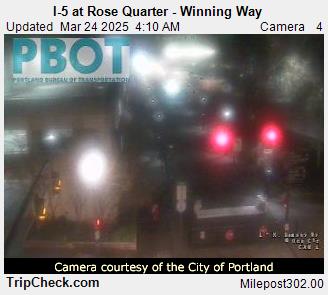 I-5 at Rose Quarter - Winning Way
Updated Mar 24 2025 4:10 AM Camera 4
PBOT
PORTLAND BUREAU OF TRANSPORTATION
Camera courtesy of the City of Portland
TripCheck.com Milepost302.00